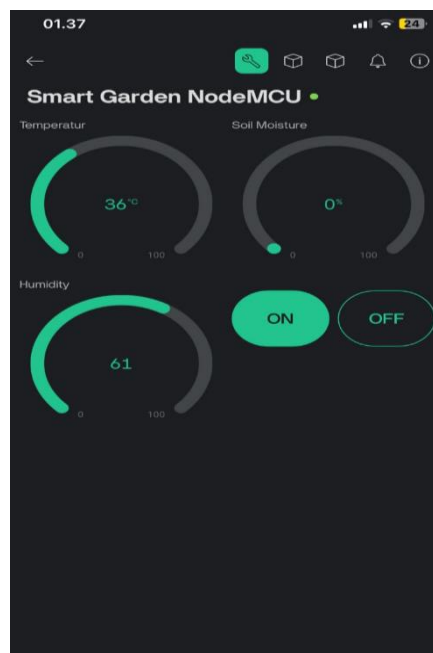 01.37
24
Smart Garden NodeMCU
Temperatur
Soil Moisture
36°C
0%
0 100
0 100
Humidity
ON
OFF
61
0 100